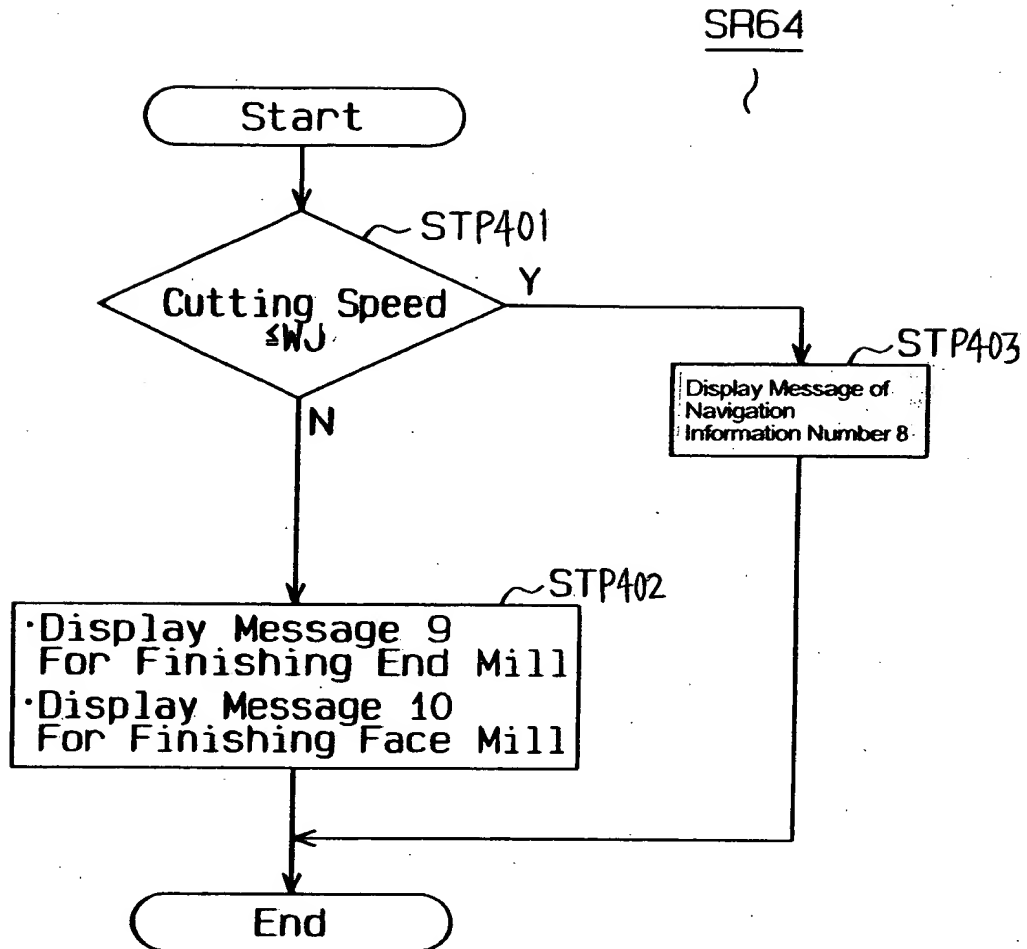 SR64
Start
STP401
Cutting Speed
≦WJ
Y
N
STP403
Display Message of
Navigation
Information Number 8
STP402
·Display Message 9
For Finishing End Mill
·Display Message 10
For Finishing Face Mill
End